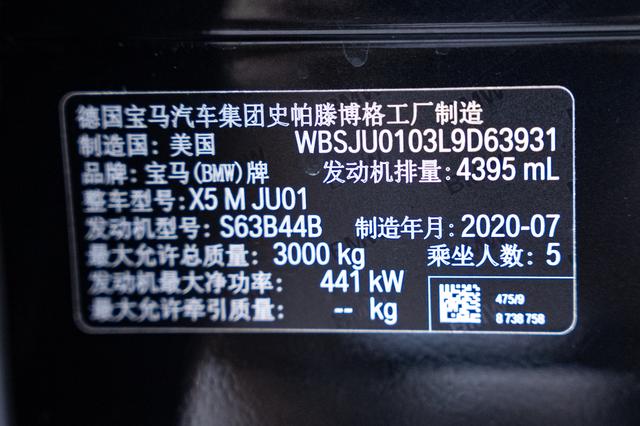 德国宝马汽车集团史帕滕博格工厂制造
制造国: 美国 WBSJU0103L9D63931
品牌: 宝马(BMW)牌 发动机排量: 4395 mL
整车型号: X5 M JU01
发动机型号: S63B44B 制造年月: 2020-07
最大允许总质量: 3000 kg 乘坐人数: 5
发动机最大净功率: 441 kW
最大允许牵引质量: -- kg
475/9
8 738 758